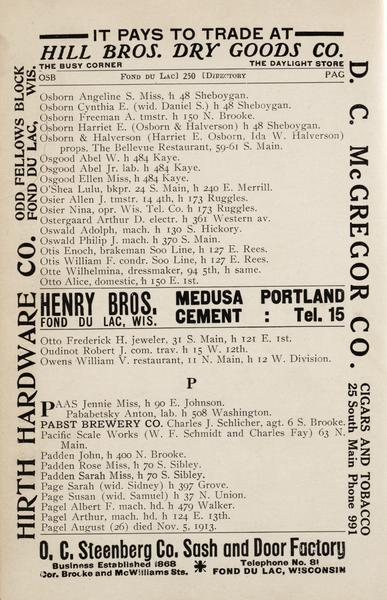 IT PAYS TO TRADE AT
HILL BROS. DRY GOODS CO.
THE BUSY CORNER THE DAYLIGHT STORE
OSB FOND DU LAC] 250 [DIRECTORY PAG
Osborn Angeline S. Miss, h 48 Sheboygan.
Osborn Cynthia E. (wid. Daniel S.) h 48 Sheboygan.
Osborn Freeman A. tmstr. h 150 N. Brooke.
Osborn Harriet E. (Osborn & Halverson) h 48 Sheboygan.
Osborn & Halverson (Harriet E. Osborn, Ida W. Halverson)
props. The Bellevue Restaurant, 59-61 S. Main.
Osgood Abel W. h 484 Kaye.
Osgood Abel Jr. lab. h 484 Kaye.
Osgood Ellen Miss, h 484 Kaye.
O'Shea Lulu, bkpr. 24 S. Main, h 240 E. Merrill.
Osier Allen J. tmstr. 14 4th, h 173 Ruggles.
Osier Nina, opr. Wis. Tel. Co. h 173 Ruggles.
Ostergaard Arthur D. electr. h 361 Western av.
Oswald Adolph, mach. h 130 S. Hickory.
Oswald Philip J. mach. h 370 S. Main.
Otis Enoch, brakeman Soo Line, h 127 E. Rees.
Otis William F. condr. Soo Line, h 127 E. Rees.
Otte Wilhelmina, dressmaker, 94 5th, h same.
Otto Alice, domestic, h 150 E. 1st.
HENRY BROS. MEDUSA PORTLAND
FOND DU LAC, WIS. CEMENT : Tel. 15
Otto Frederick H. jeweler, 31 S. Main, h 121 E. 1st.
Oudinot Robert J. com. trav. h 15 W. 12th.
Owens William V. restaurant, 11 N. Main, h 12 W. Division.
P
PAAS Jennie Miss, h 90 E. Johnson.
Pababetsky Anton, lab. h 508 Washington.
PABST BREWERY CO. Charles J. Schlicher, agt. 6 S. Brooke.
Pacific Scale Works (W. F. Schmidt and Charles Fay) 63 N.
Main.
Padden John, h 400 N. Brooke.
Padden Rose Miss, h 70 S. Sibley.
Padden Sarah Miss, h 70 S. Sibley.
Page Sarah (wid. Sidney) h 397 Grove.
Page Susan (wid. Samuel) h 37 N. Union.
Pagel Albert F. mach. hd. h 479 Walker.
Pagel Arthur, mach. hd. h 124 E. 13th.
Pagel August (26) died Nov. 5, 1913.
O. C. Steenberg Co. Sash and Door Factory
Business Established 1868 Telephone No. 81
Cor. Brooke and McWilliams Sts. FOND DU LAC, WISCONSIN
HIRTH HARDWARE CO. ODD FELLOWS BLOCK
FOND DU LAC, WIS.
D. C. McGREGOR CO. CIGARS AND TOBACCO
25 South Main Phone 991